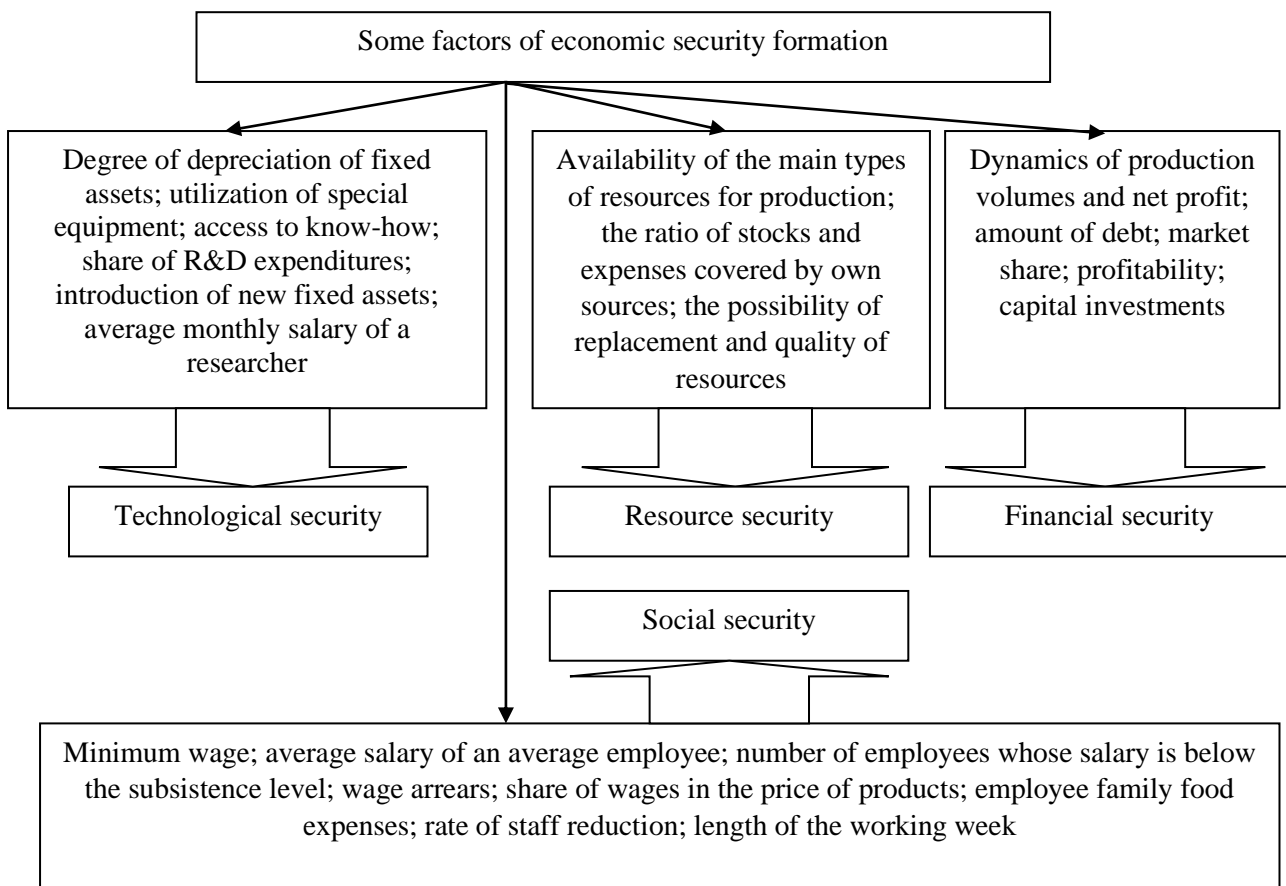 Some factors of economic security formation
Degree of depreciation of fixed
assets; utilization of special
equipment; access to know-how;
share of R&D expenditures;
introduction of new fixed assets;
average monthly salary of a
researcher
Availability of the main types
of resources for production;
the ratio of stocks and
expenses covered by own
sources; the possibility of
replacement and quality of
resources
Dynamics of production
volumes and net profit;
amount of debt; market
share; profitability;
capital investments
Technological security
Resource security
Financial security
Social security
Minimum wage; average salary of an average employee; number of employees whose salary is below
the subsistence level; wage arrears; share of wages in the price of products; employee family food
expenses; rate of staff reduction; length of the working week